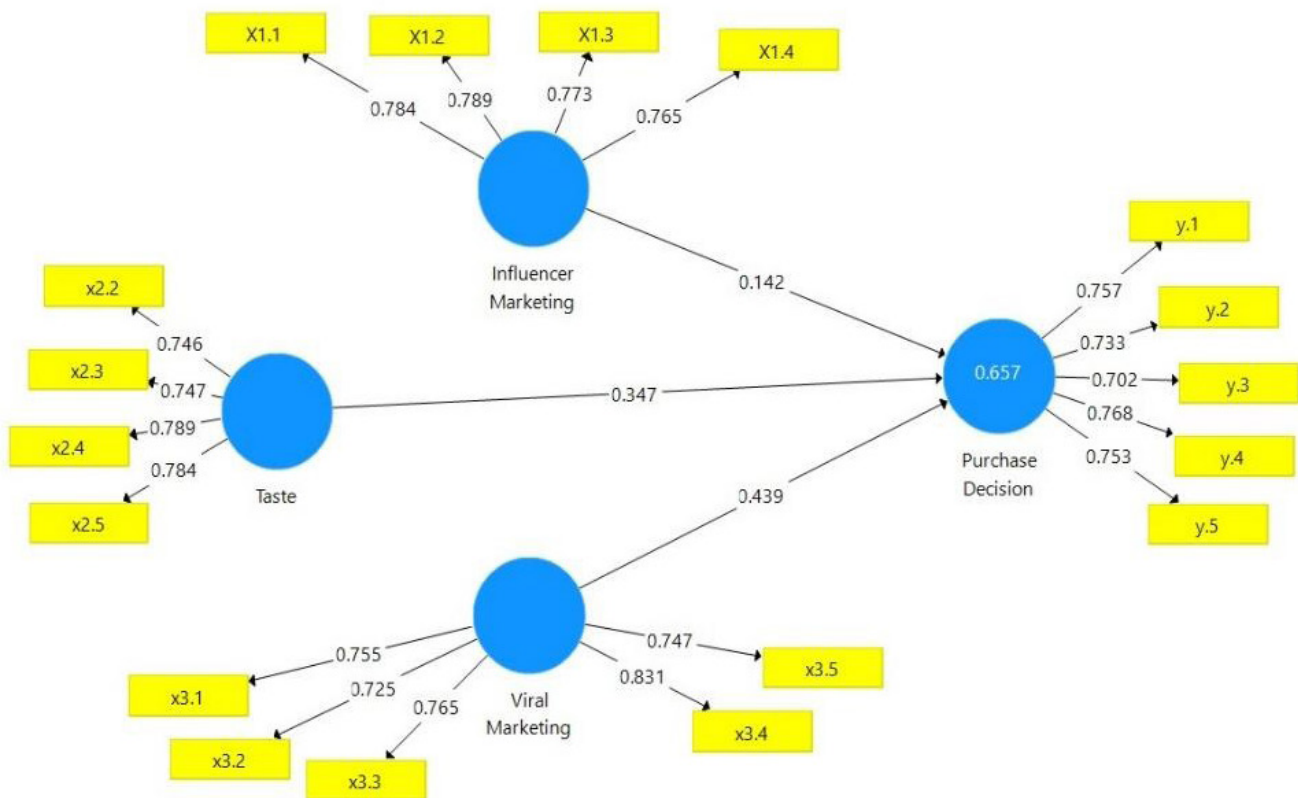 X1.1
X1.2
X1.3
X1.4
0.784
0.789
0.773
0.765
Influencer
Marketing
0.142
x2.2
x2.3
x2.4
x2.5
0.746
0.747
0.789
0.784
Taste
0.347
y.1
y.2
y.3
y.4
y.5
0.757
0.733
0.702
0.768
0.753
0.657
Purchase
Decision
0.439
Viral
Marketing
0.755
0.725
0.765
0.831
0.747
x3.1
x3.2
x3.3
x3.4
x3.5